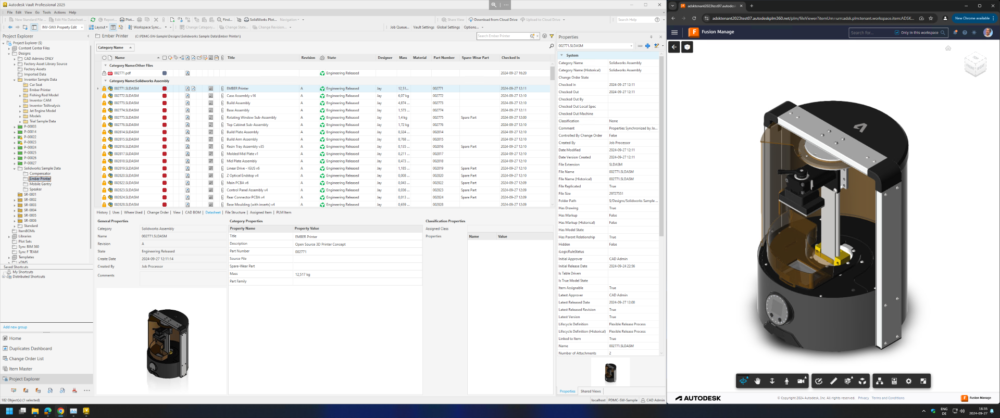 Autodesk Vault Professional 2025
File Edit View Go Tools Actions Help
New Standard File... Edit File Datasheet... Report... Plot... Find... SolidWorks Plot... Navigation Share View Download from Cloud Drive Upload to Cloud Drive Search Help
INV-SWX Property Edit Layout Workspace Sync... Change Category... Change State... Change Revision... Job Queue... Vault Settings Global Settings Options...
Project Explorer
Project Explorer ($)
Content Center Files
Designs
CAD Admins ONLY
Factory Asset Library Source
Factory Assets
Imported Data
Inventor Sample Data
Car Seat
Ember Printer
Fishing Rod Model
Inventor CAM
Inventor TolAnalysis
Jet Engine Model
Models
Trial Sample Data
P-00003
P-00014
P-00022
P-00023
P-00024
P-00025
P-00026
P-00027
Solidworks Sample Data
Compensator
Ember Printer
Mobile Gantry
Speaker
SR-0001
SR-0002
SR-0003
SR-0004
SR-0005
SR-0006
Standard
ItemBOMs
Libraries
Plot Sets
Sync BIM 360
Sync F TEAM
Templates
xDMS
Saved Shortcuts
My Shortcuts
Distributed Shortcuts
Add new group
Home
Duplicates Dashboard
Change Order List
Item Master
Project Explorer
182 Object(s) (1 selected)
Ember Printer (C:\PDMC-SW-Sample\Designs\Solidworks Sample Data\Ember Printer\) Search Ember Printer
Category Name
Name Title Revision State Designer Mass Material Part Number Spare-Wear Part Checked In
Category Name:Other Files
002771.pdf Engineering Released 2024-09-27 16:20
Category Name:Solidworks Assembly
002771.SLDASM EMBER Printer A Engineering Released Jay 12,51... 002771 2024-09-27 12:11
002772.SLDASM Case Assembly v16 A Engineering Released Jay 6,07 kg 002772 2024-09-27 12:10
002773.SLDASM Build Assembly A Engineering Released Jay 4,874 ... 002773 2024-09-27 12:10
002774.SLDASM Base Assembly A Engineering Released Jay 1,573 ... 002774 2024-09-27 12:11
002775.SLDASM Rotating Window Sub-Assembly A Engineering Released Jay 1,4 kg 002775 Spare Part 2024-09-27 12:00
002776.SLDASM Top Cabinet Sub-Assembly A Engineering Released Jay 1,72 kg 002776 2024-09-27 12:10
002814.SLDASM Build Plate Assembly A Engineering Released Jay 0,324 ... 002814 2024-09-27 12:10
002815.SLDASM Build Arm Assembly A Engineering Released Jay 0,768 ... 002815 2024-09-27 12:10
002816.SLDASM Resin Tray Assembly v35 A Engineering Released Jay 0,135 ... 002816 Spare Part 2024-09-27 12:10
002817.SLDASM Molded Mid Plate v1 A Engineering Released Jay 0,211 ... 002817 2024-09-27 12:10
002818.SLDASM Mid Plate Assembly A Engineering Released Jay 0,473 ... 002818 2024-09-27 12:10
002819.SLDASM Linear Drive - IGUS v6 A Engineering Released Jay 1,185 ... 002819 Spare Part 2024-09-27 12:10
002820.SLDASM Z Optical Endstop v4 A Engineering Released Jay 0,008 ... 002820 Spare Part 2024-09-27 12:10
002822.SLDASM Main PCBA v6 A Engineering Released Jay 0,043 ... 002822 Spare Part 2024-09-27 12:09
002823.SLDASM Control Panel Assembly v4 A Engineering Released Jay 0,036 ... 002823 Spare Part 2024-09-27 12:09
002824.SLDASM Rear Connector PCBA v4 A Engineering Released Jay 0,013 ... 002824 Spare Part 2024-09-27 12:09
002828.SLDASM Base Moulding (with inserts) v4 A Engineering Released Jay 0,659 ... 002828 2024-09-27 12:09
History Uses Where Used Change Order View CAD BOM Datasheet File Structure Assigned Item PLM Item
General Properties
Category Solidworks Assembly
Name 002771.SLDASM
Revision A
State Engineering Released
Create Date 2024-09-27 12:11:14
Created By Job Processor
Comments
Category Properties
Property Name Property Value
Title EMBER Printer
Description Open Source 3D Printer Concept
Part Number 002771
Source File
Spare-Wear Part
Mass 12,517 kg
Part Family
Classification Properties
Assigned Class
Properties Name Value
Properties
002771.SLDASM
System
Category Name Solidworks Assembly
Category Name (Historical) Solidworks Assembly
Change Order State
Checked In 2024-09-27 12:11
Checked Out 2024-09-27 12:11
Checked Out By
Checked Out Local Spec
Checked Out Machine
Classification None
Comment Properties Synchronized by Jo...
Controlled By Change Order False
Created By Job Processor
Date Modified 2024-09-27 12:11
Date Version Created 2024-09-27 12:11
File Extension SLDASM
File Name 002771.SLDASM
File Name (Historical) 002771.SLDASM
File Replicated True
File Size 29727551
Folder Path $/Designs/Solidworks Sample ...
Has Drawing True
Has Markup False
Has Markup (Historical) False
Has Model State
Has Parent Relationship True
Hidden False
iLogicRuleStatus
Initial Approver CAD Admin
Initial Release Date 2024-09-24 22:56
Is Table Driven
Is True Model State
Item Assignable True
Latest Approver CAD Admin
Latest Released Date 2024-09-27 12:00
Latest Released Revision True
Latest Version True
Lifecycle Definition Flexible Release Process
Lifecycle Definition (Historical) Flexible Release Process
Linked to Item True
Name 002771.SLDASM
Number of Attachments 2
Properties Shared Views
localhost PDMC-SW-Sample CAD Admin
adsktenant2023test07.autodesk
adsktenant2023test07.autodeskplm360.net/plm/fileViewer?itemUrn=urn:adsk.plm:tenant.workspace.item:ADSK... New Chrome available
F Fusion Manage Search for... Only in this workspace
FRONT RIGHT
AUTODESK © Copyright 2024 Autodesk, Inc. All rights reserved. Privacy Terms and Conditions F Fusion Manage
ENG
DE
16:35
2024-09-27